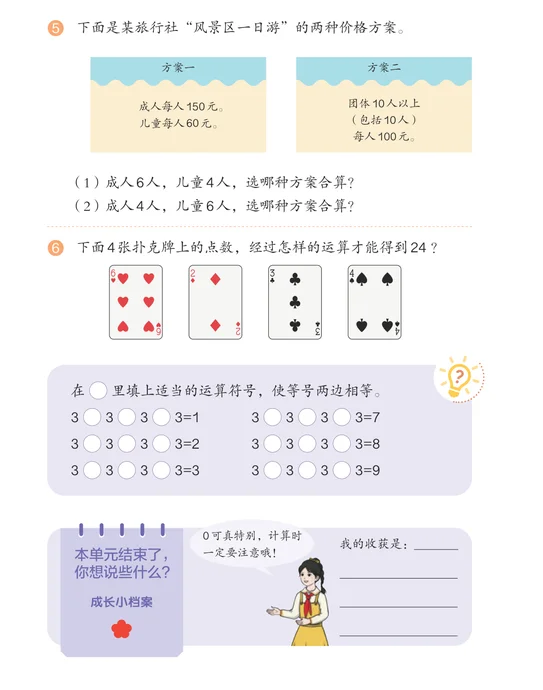 5 下面是某旅行社“风景区一日游”的两种价格方案。
方案一
成人每人150元。
儿童每人60元。
方案二
团体10人以上
（包括10人）
每人100元。
（1）成人6人，儿童4人，选哪种方案合算？
（2）成人4人，儿童6人，选哪种方案合算？
6 下面4张扑克牌上的点数，经过怎样的运算才能得到24？
6 2 3 4
6 2 3 4
?
在○里填上适当的运算符号，使等号两边相等。
3○3○3○3=1 3○3○3○3=7
3○3○3○3=2 3○3○3○3=8
3○3○3○3=3 3○3○3○3=9
本单元结束了，
你想说些什么？
成长小档案
0可真特别，计算时
一定要注意哦！
我的收获是：